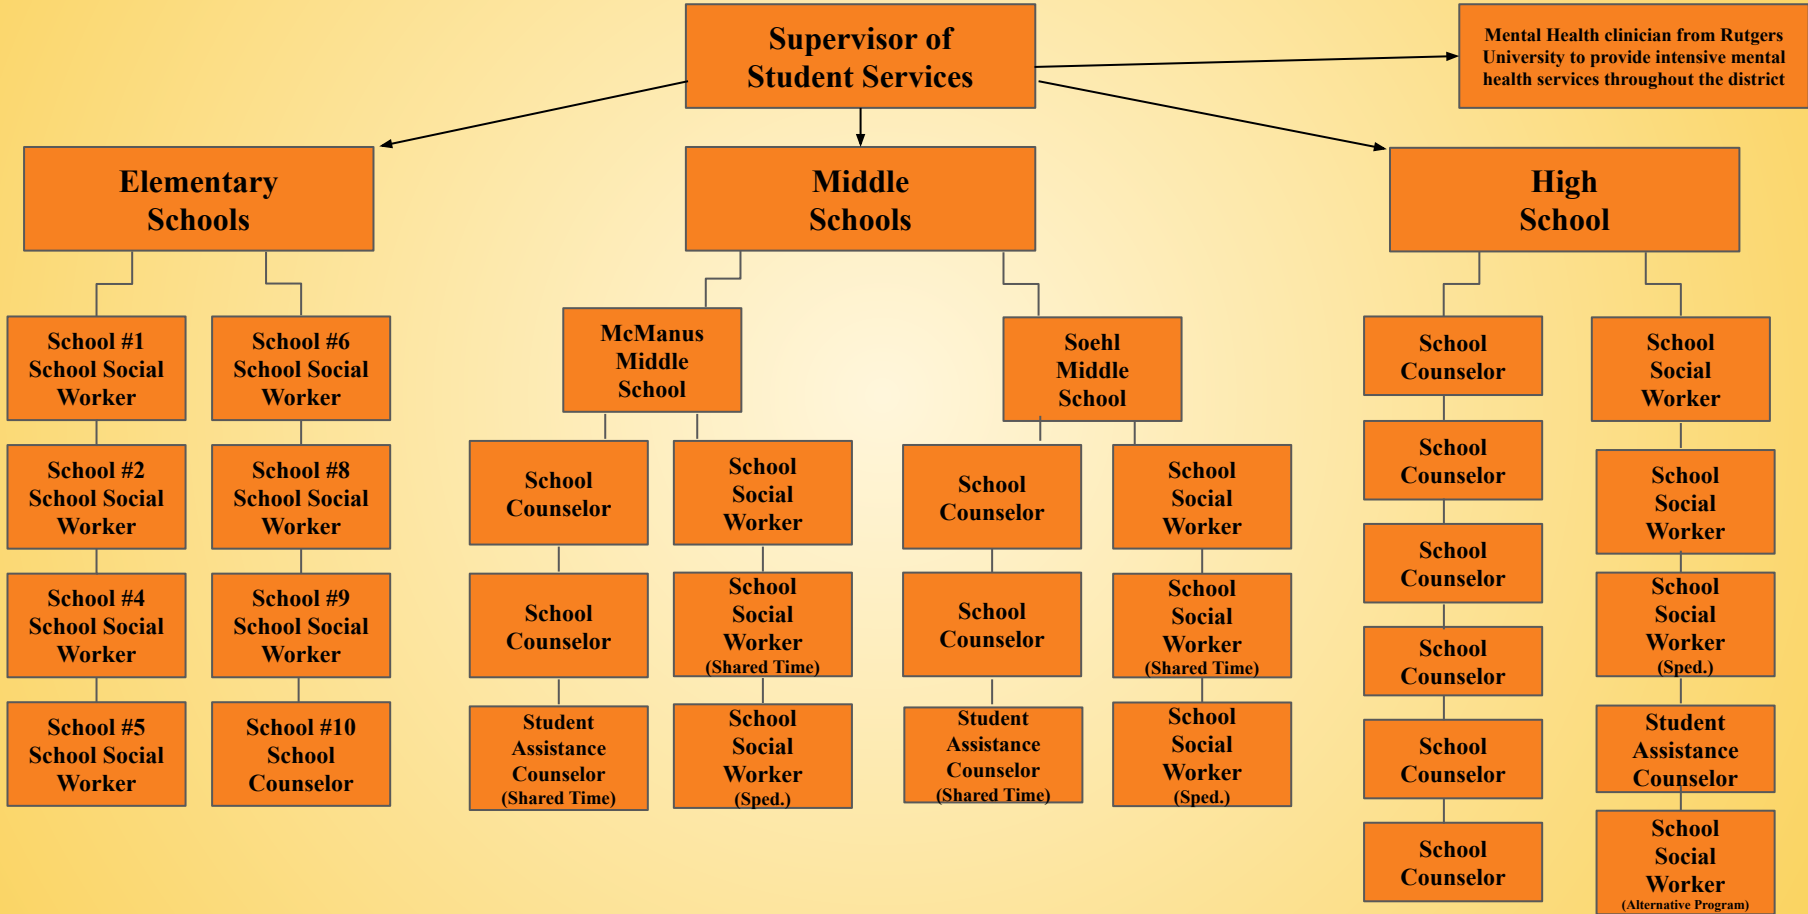 Supervisor of
Student Services
Mental Health clinician from Rutgers
University to provide intensive mental
health services throughout the district
Elementary
Schools
Middle
Schools
High
School
School #1
School Social
Worker
School #2
School Social
Worker
School #4
School Social
Worker
School #5
School Social
Worker
School #6
School Social
Worker
School #8
School Social
Worker
School #9
School Social
Worker
School #10
School
Counselor
McManus
Middle
School
School
Counselor
School
Counselor
Student
Assistance
Counselor
(Shared Time)
School
Social
Worker
School
Social
Worker
(Shared Time)
School
Social
Worker
(Sped.)
Soehl
Middle
School
School
Counselor
School
Counselor
Student
Assistance
Counselor
(Shared Time)
School
Social
Worker
School
Social
Worker
(Shared Time)
School
Social
Worker
(Sped.)
School
Counselor
School
Counselor
School
Counselor
School
Counselor
School
Counselor
School
Counselor
School
Social
Worker
School
Social
Worker
School
Social
Worker
(Sped.)
Student
Assistance
Counselor
School
Social
Worker
(Alternative Program)